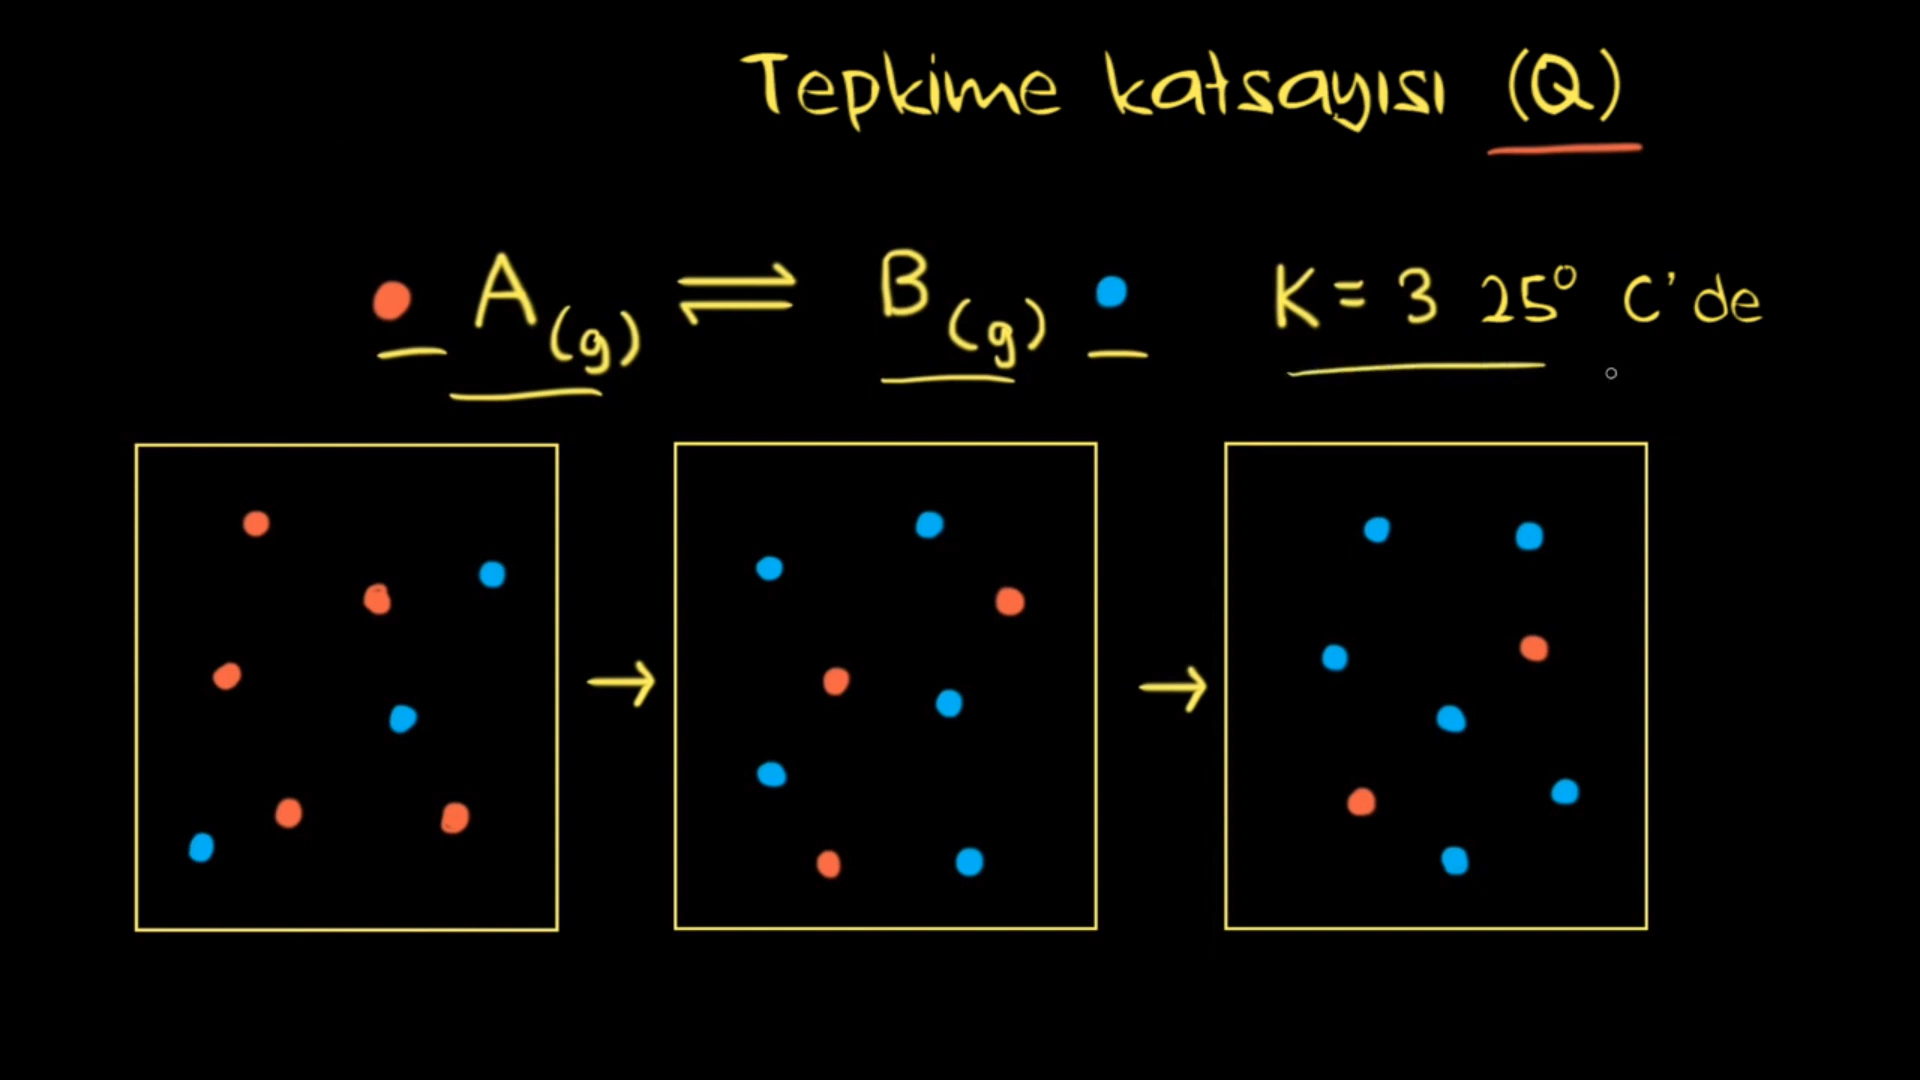 Tepkime katsayısı (Q)
A(g) ⇌ B(g) K = 3 25° C'de